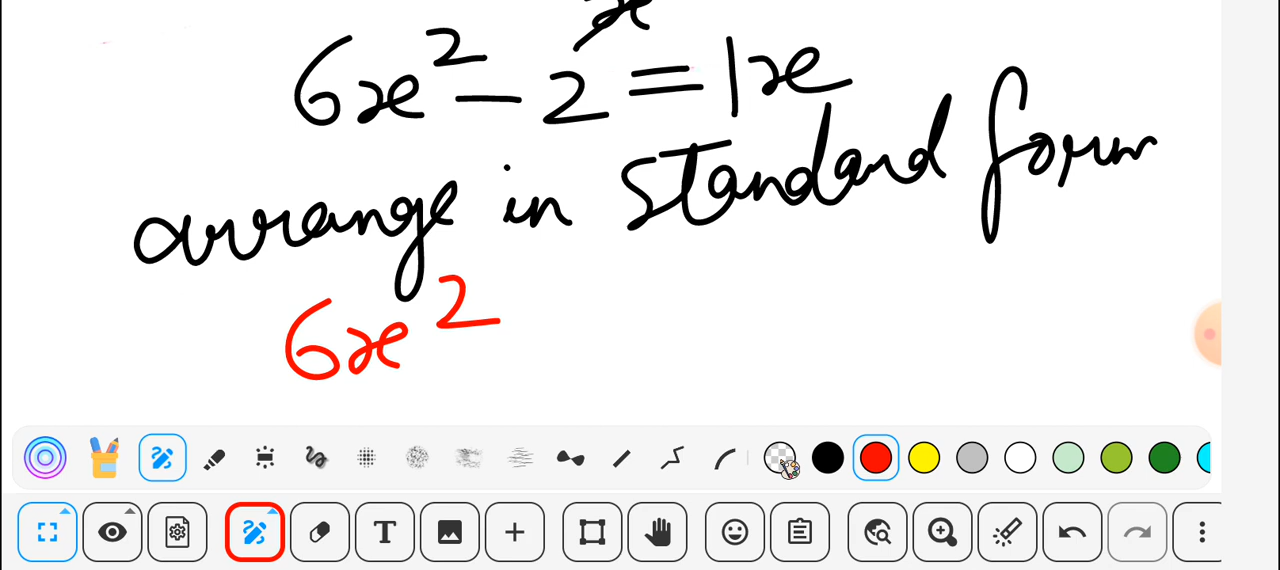 x
6x² - 2 = 1x
arrange in standard form
6x²
T